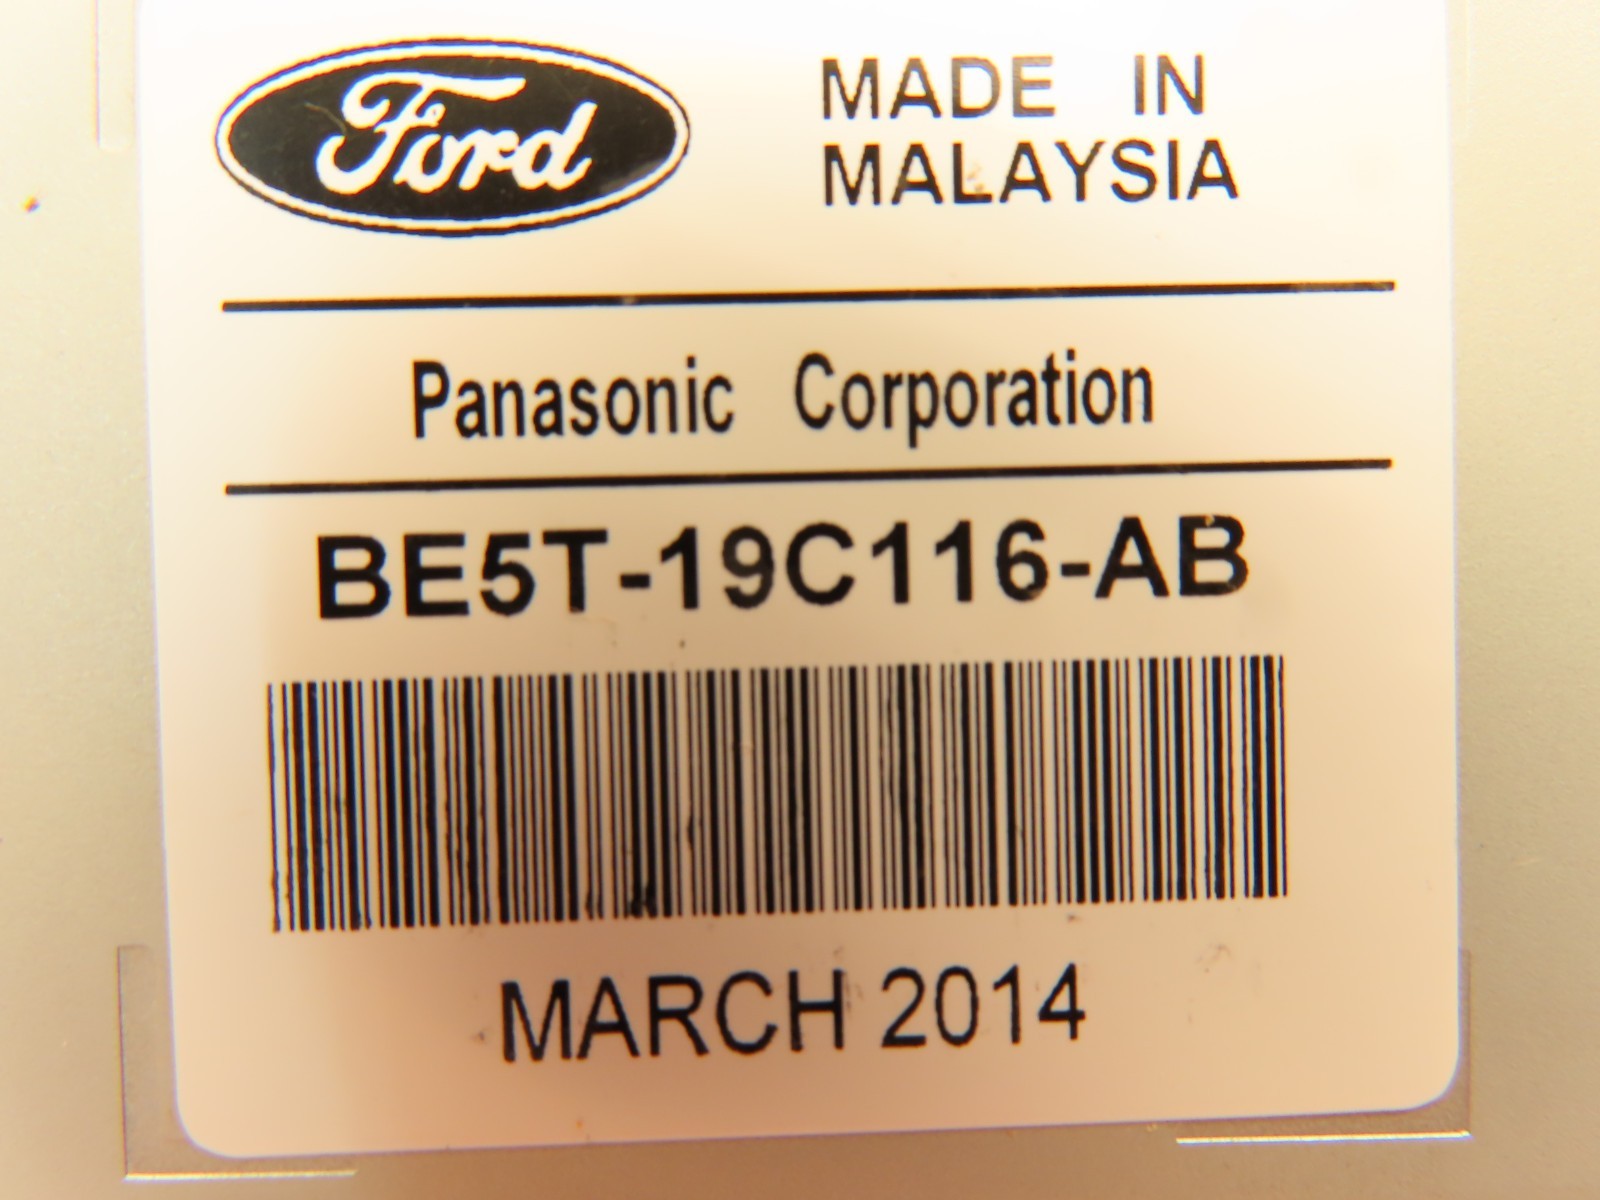 Ford
MADE IN
MALAYSIA
Panasonic Corporation
BE5T-19C116-AB
MARCH 2014